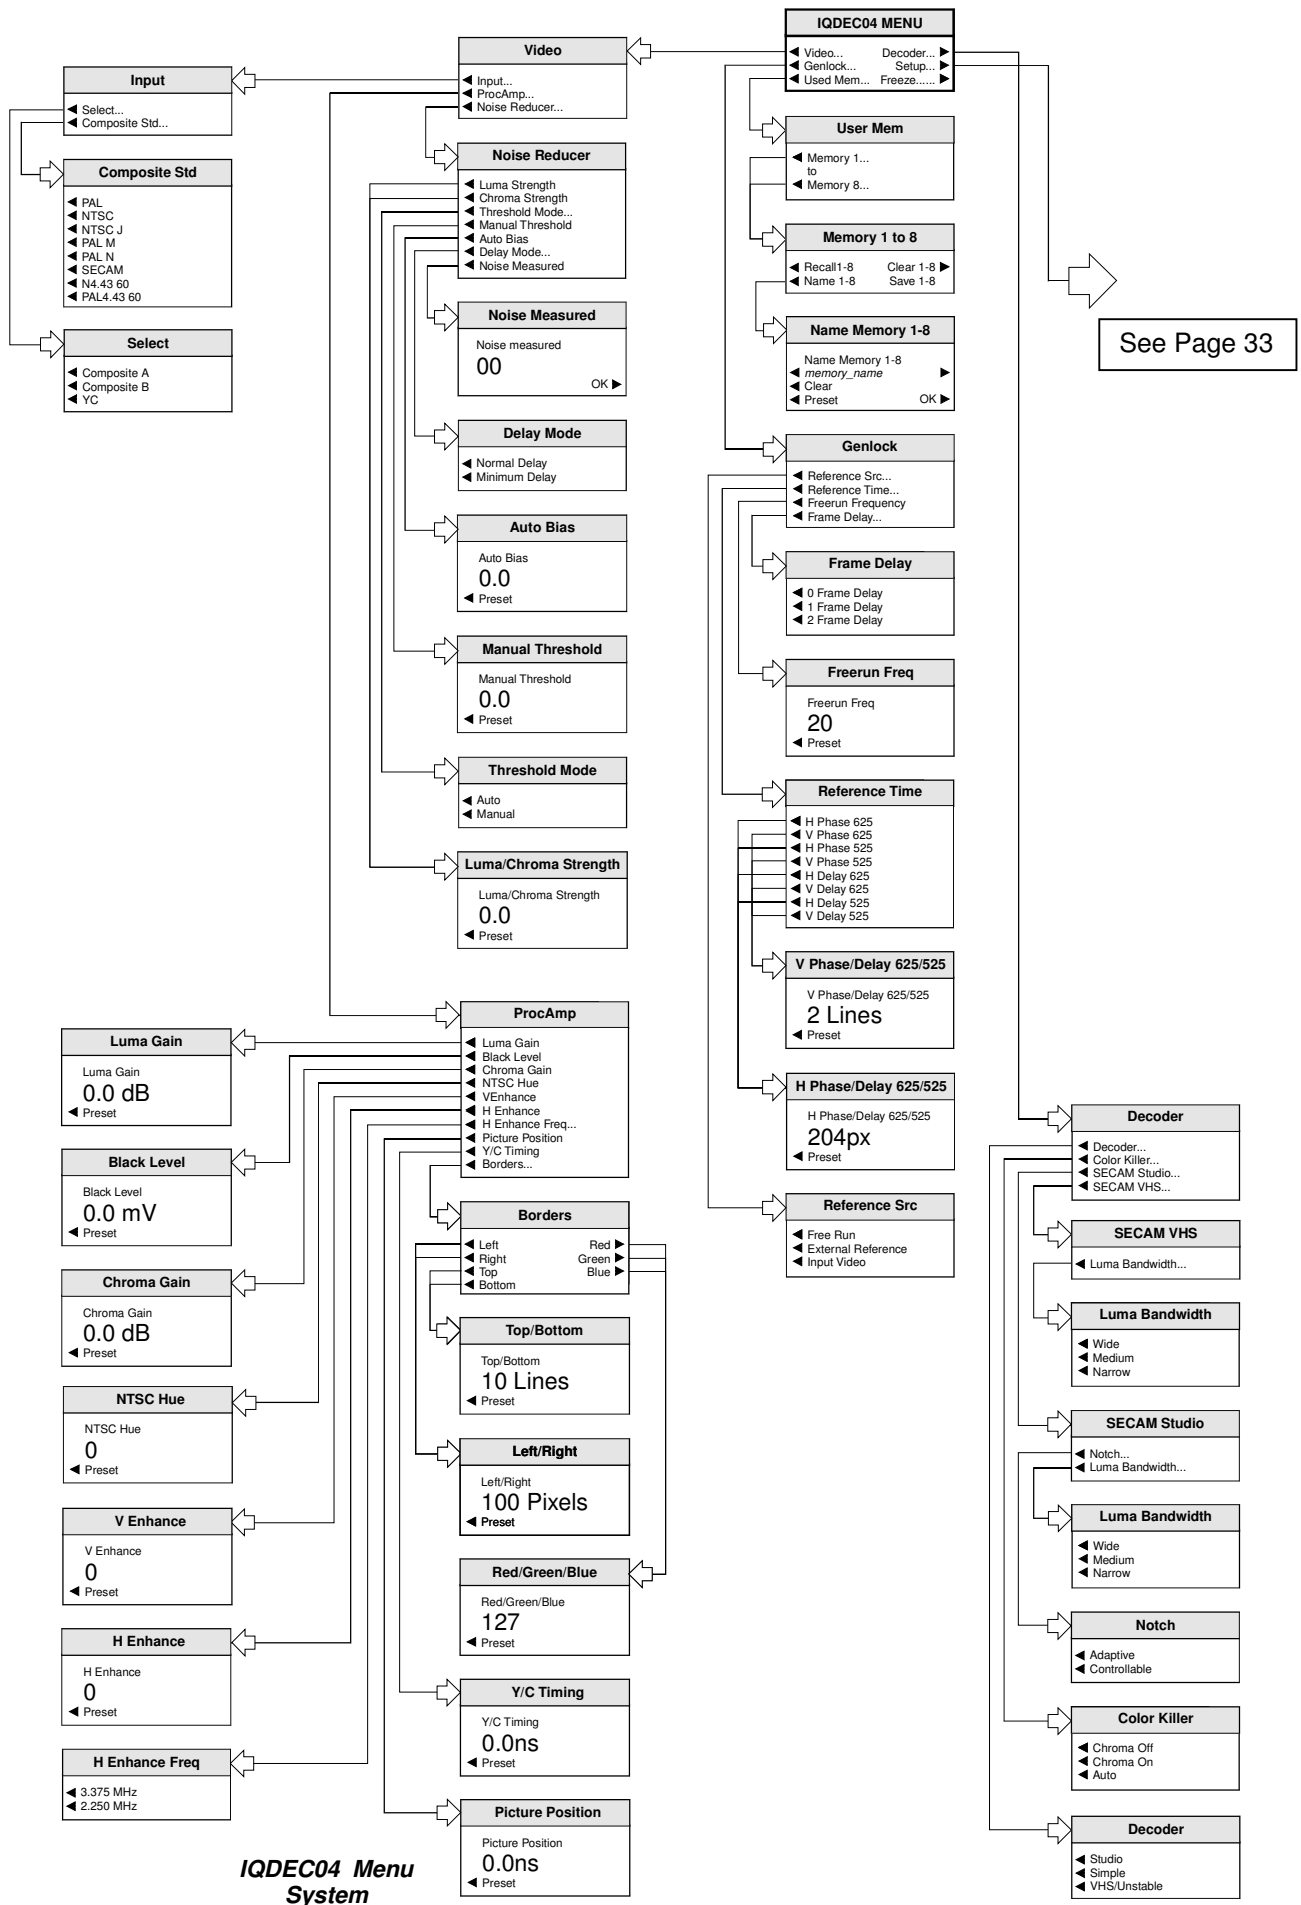 IQDEC04 MENU
◀ Video... Decoder... ▶
◀ Genlock... Setup... ▶
◀ Used Mem... Freeze...... ▶
Video
◀ Input...
◀ ProcAmp...
◀ Noise Reducer...
Input
◀ Select...
◀ Composite Std...
Composite Std
◀ PAL
◀ NTSC
◀ NTSC J
◀ PAL M
◀ PAL N
◀ SECAM
◀ N4.43 60
◀ PAL4.43 60
Select
◀ Composite A
◀ Composite B
◀ YC
Noise Reducer
◀ Luma Strength
◀ Chroma Strength
◀ Threshold Mode...
◀ Manual Threshold
◀ Auto Bias
◀ Delay Mode...
◀ Noise Measured
Noise Measured
Noise measured
00
OK ▶
Delay Mode
◀ Normal Delay
◀ Minimum Delay
Auto Bias
Auto Bias
0.0
◀ Preset
Manual Threshold
Manual Threshold
0.0
◀ Preset
Threshold Mode
◀ Auto
◀ Manual
Luma/Chroma Strength
Luma/Chroma Strength
0.0
◀ Preset
User Mem
◀ Memory 1...
to
◀ Memory 8...
Memory 1 to 8
◀ Recall1-8 Clear 1-8 ▶
◀ Name 1-8 Save 1-8
Name Memory 1-8
Name Memory 1-8
◀ memory_name ▶
◀ Clear
◀ Preset OK ▶
See Page 33
Genlock
◀ Reference Src...
◀ Reference Time...
◀ Freerun Frequency
◀ Frame Delay...
Frame Delay
◀ 0 Frame Delay
◀ 1 Frame Delay
◀ 2 Frame Delay
Freerun Freq
Freerun Freq
20
◀ Preset
Reference Time
◀ H Phase 625
◀ V Phase 625
◀ H Phase 525
◀ V Phase 525
◀ H Delay 625
◀ V Delay 625
◀ H Delay 525
◀ V Delay 525
V Phase/Delay 625/525
V Phase/Delay 625/525
2 Lines
◀ Preset
H Phase/Delay 625/525
H Phase/Delay 625/525
204px
◀ Preset
Reference Src
◀ Free Run
◀ External Reference
◀ Input Video
ProcAmp
◀ Luma Gain
◀ Black Level
◀ Chroma Gain
◀ NTSC Hue
◀ VEnhance
◀ H Enhance
◀ H Enhance Freq...
◀ Picture Position
◀ Y/C Timing
◀ Borders...
Luma Gain
Luma Gain
0.0 dB
◀ Preset
Black Level
Black Level
0.0 mV
◀ Preset
Chroma Gain
Chroma Gain
0.0 dB
◀ Preset
NTSC Hue
NTSC Hue
0
◀ Preset
V Enhance
V Enhance
0
◀ Preset
H Enhance
H Enhance
0
◀ Preset
H Enhance Freq
◀ 3.375 MHz
◀ 2.250 MHz
Borders
◀ Left Red ▶
◀ Right Green ▶
◀ Top Blue ▶
◀ Bottom
Top/Bottom
Top/Bottom
10 Lines
◀ Preset
Left/Right
Left/Right
100 Pixels
◀ Preset
Red/Green/Blue
Red/Green/Blue
127
◀ Preset
Y/C Timing
Y/C Timing
0.0ns
◀ Preset
Picture Position
Picture Position
0.0ns
◀ Preset
Decoder
◀ Decoder...
◀ Color Killer...
◀ SECAM Studio...
◀ SECAM VHS...
SECAM VHS
◀ Luma Bandwidth...
Luma Bandwidth
◀ Wide
◀ Medium
◀ Narrow
SECAM Studio
◀ Notch...
◀ Luma Bandwidth...
Luma Bandwidth
◀ Wide
◀ Medium
◀ Narrow
Notch
◀ Adaptive
◀ Controllable
Color Killer
◀ Chroma Off
◀ Chroma On
◀ Auto
Decoder
◀ Studio
◀ Simple
◀ VHS/Unstable
IQDEC04 Menu
System